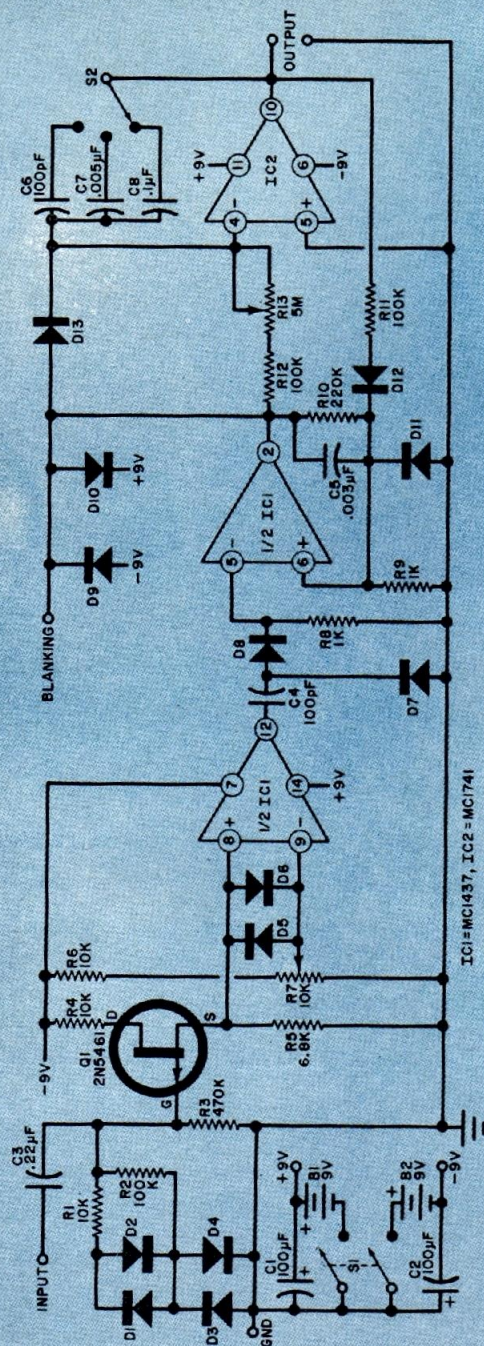 INPUT
C3
.22µF
R1
10K
R2
100K
D1
D2
D3
D4
GND
C1
100µF
+
+9V
+
B1
9V
S1
+
B2
9V
-9V
C2
100µF
+
-9V
R4
10K
R6
10K
Q1
2N5461
D
G
S
R3
470K
R5
6.8K
R7
10K
D5
D6
7
8
+
1/2 IC1
12
9
-
14
+9V
C4
100pF
D8
D7
R8
1K
5
-
1/2 IC1
2
6
+
R9
1K
C5
.003µF
R10
220K
D11
D12
R11
100K
R12
100K
R13
5M
BLANKING
D9
-9V
D10
+9V
D13
C6
100pF
C7
.005µF
C8
.1µF
S2
+9V
11
4
-
IC2
10
5
+
6
-9V
OUTPUT
IC1=MC1437, IC2=MC1741